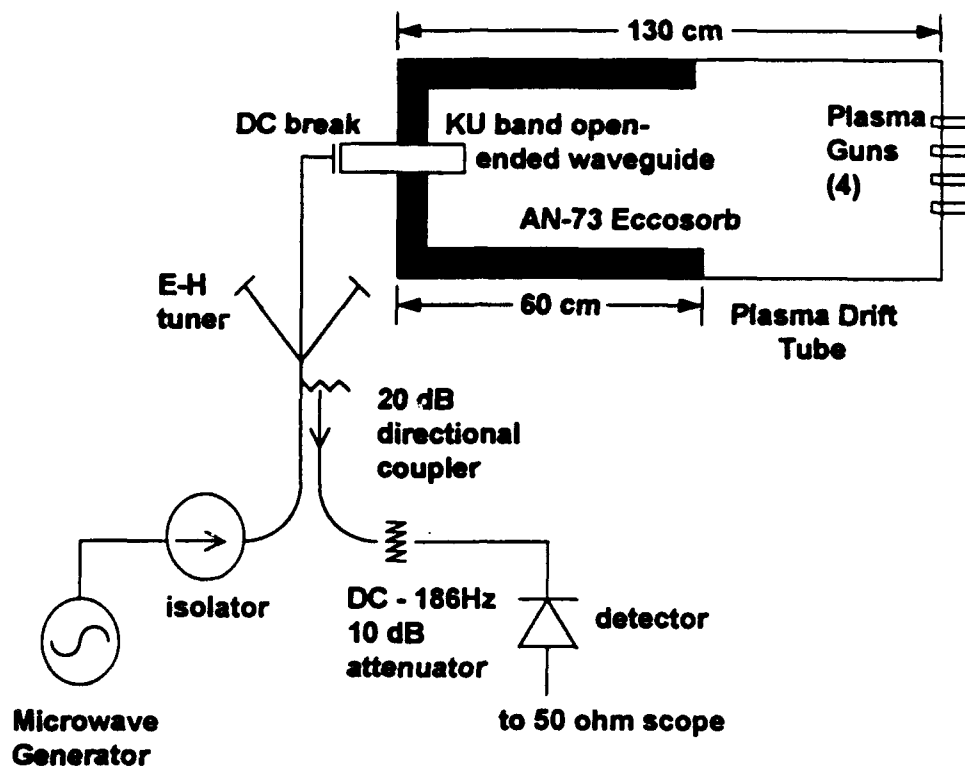 130 cm
DC break
KU band open-
ended waveguide
Plasma
Guns
(4)
AN-73 Eccosorb
E-H
tuner
60 cm
Plasma Drift
Tube
20 dB
directional
coupler
isolator
DC - 186Hz
10 dB
attenuator
detector
Microwave
Generator
to 50 ohm scope